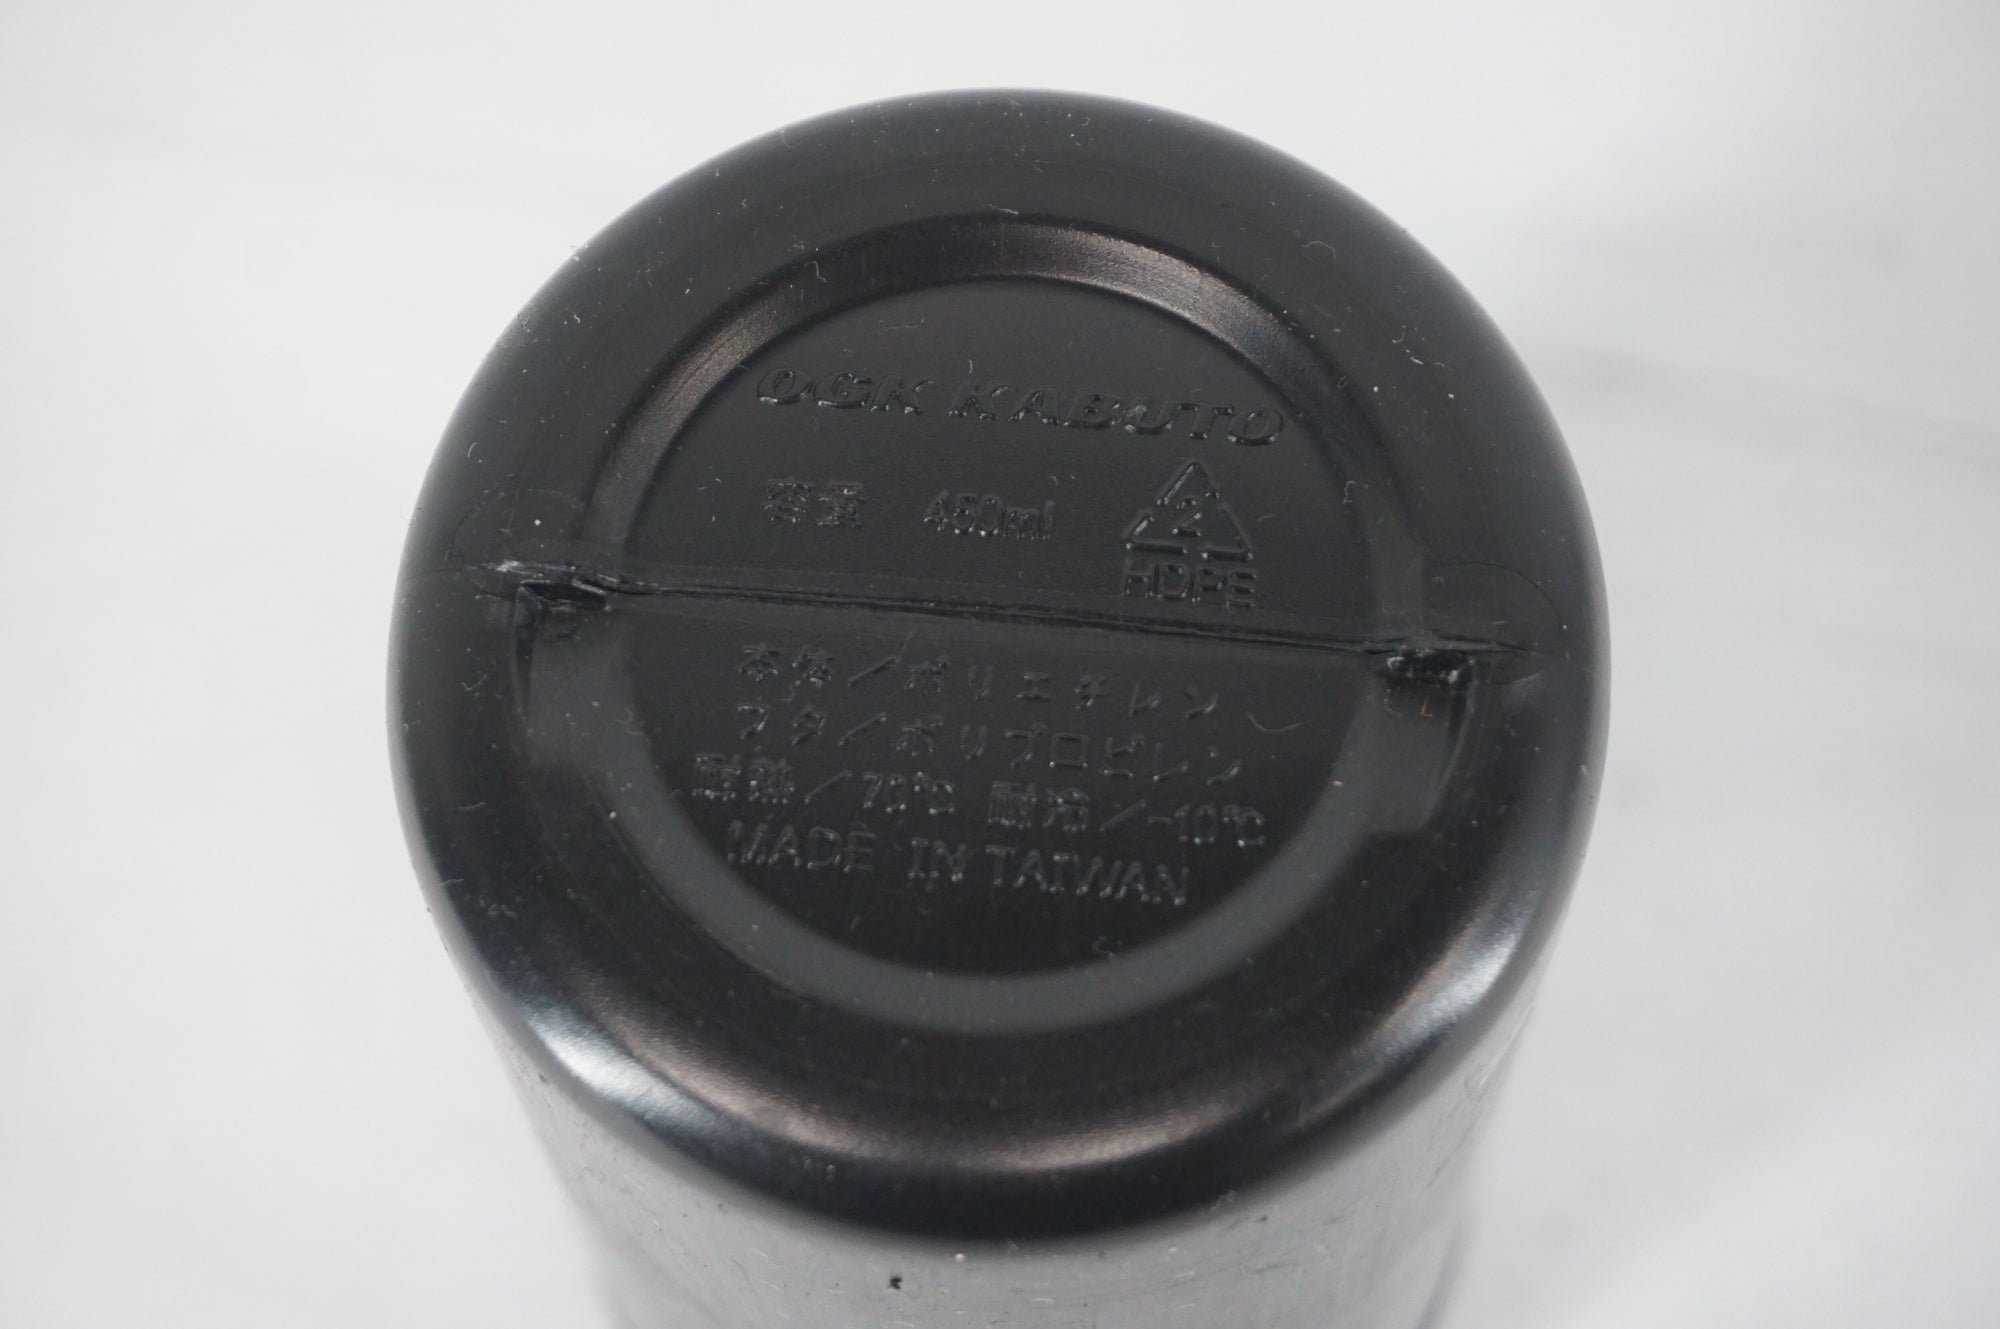 OGK KABUTO
容量 450ml
2
HDPE
本体／ポリエチレン
フタ／ポリプロピレン
耐熱／70℃ 耐冷／-10℃
MADE IN TAIWAN